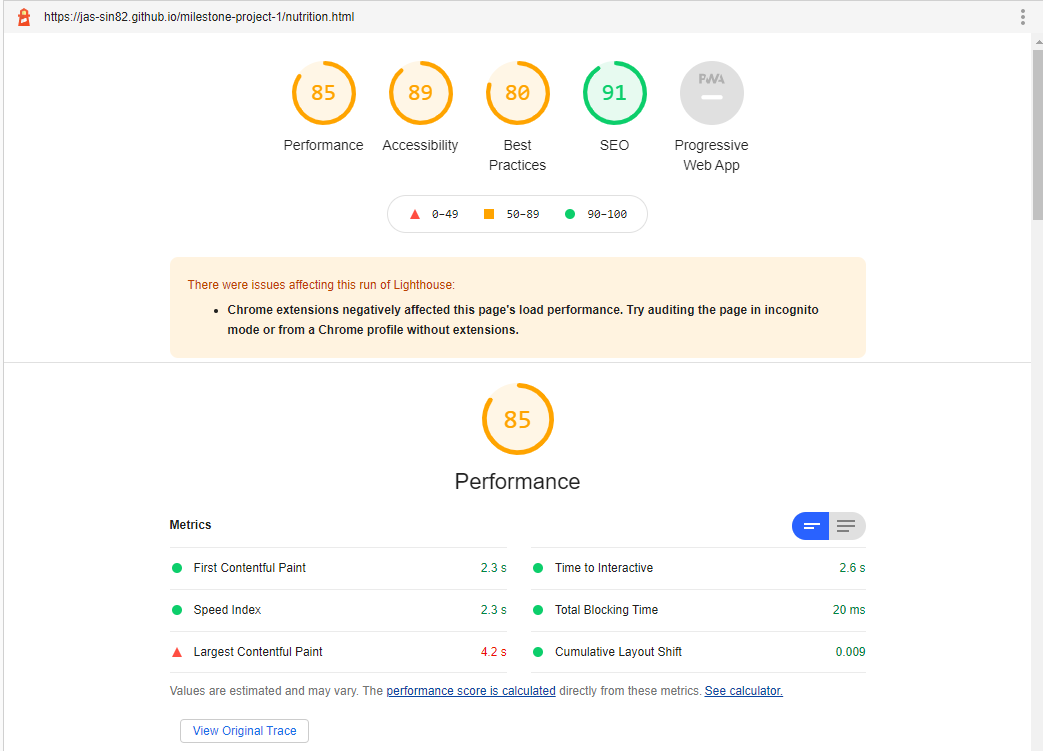 https://jas-sin82.github.io/milestone-project-1/nutrition.html
85
89
80
91
PWA
Performance
Accessibility
Best
Practices
SEO
Progressive
Web App
0–49
50–89
90–100
There were issues affecting this run of Lighthouse:
Chrome extensions negatively affected this page's load performance. Try auditing the page in incognito
mode or from a Chrome profile without extensions.
85
Performance
Metrics
First Contentful Paint 2.3 s
Time to Interactive 2.6 s
Speed Index 2.3 s
Total Blocking Time 20 ms
Largest Contentful Paint 4.2 s
Cumulative Layout Shift 0.009
Values are estimated and may vary. The performance score is calculated directly from these metrics. See calculator.
View Original Trace